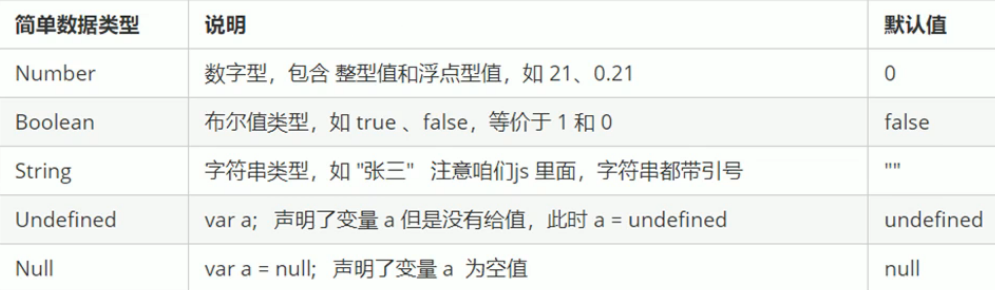 简单数据类型 说明 默认值
Number 数字型，包含 整型值和浮点型值，如 21、0.21 0
Boolean 布尔值类型，如 true 、false，等价于 1 和 0 false
String 字符串类型，如 "张三" 注意咱们js 里面，字符串都带引号 ""
Undefined var a; 声明了变量 a 但是没有给值，此时 a = undefined undefined
Null var a = null; 声明了变量 a 为空值 null